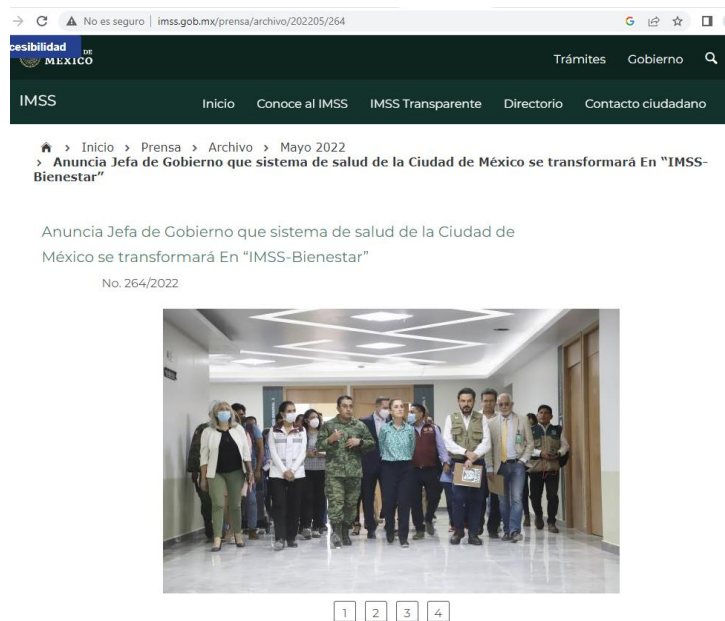 No es seguro | imss.gob.mx/prensa/archivo/202205/264
cesibilidad
DE
MÉXICO
Trámites Gobierno
IMSS Inicio Conoce al IMSS IMSS Transparente Directorio Contacto ciudadano
> Inicio > Prensa > Archivo > Mayo 2022
> Anuncia Jefa de Gobierno que sistema de salud de la Ciudad de México se transformará En “IMSS-
Bienestar”
Anuncia Jefa de Gobierno que sistema de salud de la Ciudad de
México se transformará En “IMSS-Bienestar”
No. 264/2022
1 2 3 4